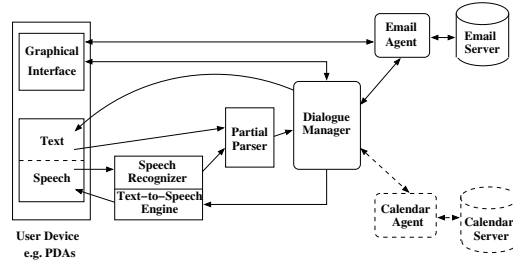 Graphical
Interface
Text
Speech
User Device
e.g. PDAs
Speech
Recognizer
Text-to-Speech
Engine
Partial
Parser
Dialogue
Manager
Email
Agent
Email
Server
Calendar
Agent
Calendar
Server